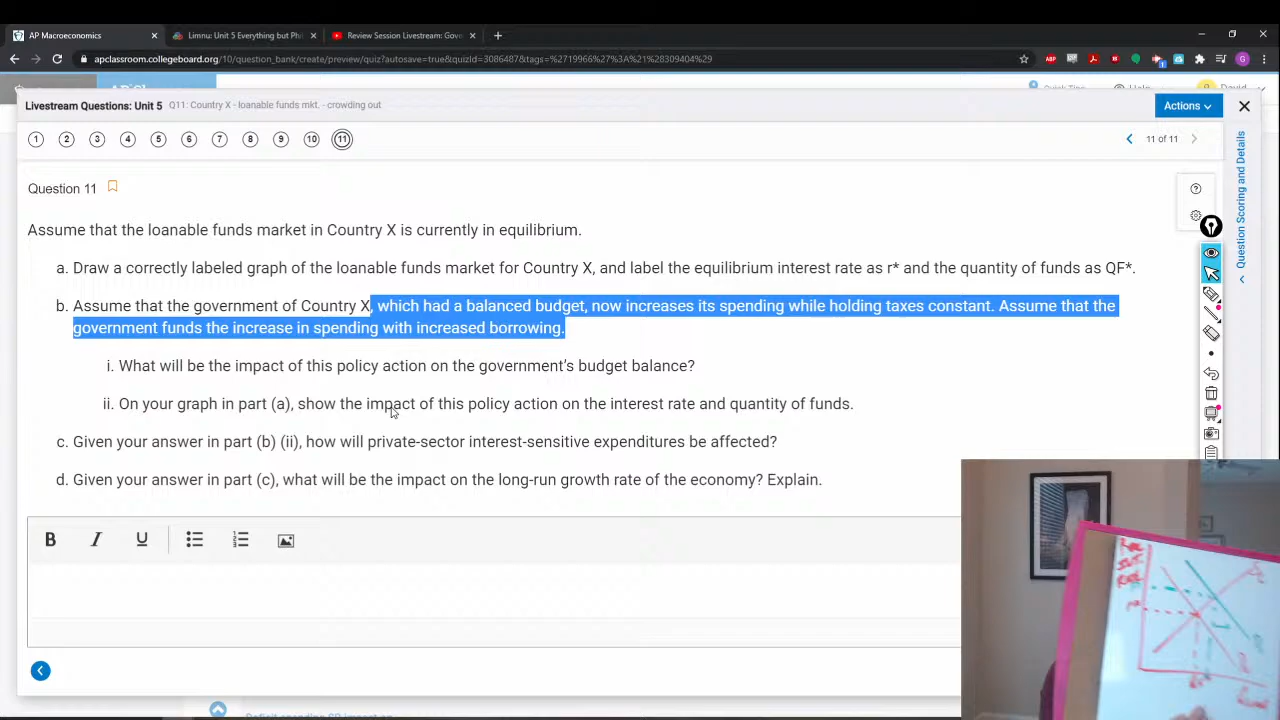 AP Macroeconomics
Limnu: Unit 5 Everything but Phi
Review Session Livestream: Gov
apclassroom.collegeboard.org/10/question_bank/create/preview/quiz?autosave=true&quizId=3086487&tags=%2719966%27%3A%1%28309404%29
Livestream Questions: Unit 5 Q11: Country X - loanable funds mkt. - crowding out
Actions
1 2 3 4 5 6 7 8 9 10 11
11 of 11
Question Scoring and Details
Question 11
Assume that the loanable funds market in Country X is currently in equilibrium.
a. Draw a correctly labeled graph of the loanable funds market for Country X, and label the equilibrium interest rate as r* and the quantity of funds as QF*.
b. Assume that the government of Country X, which had a balanced budget, now increases its spending while holding taxes constant. Assume that the
government funds the increase in spending with increased borrowing.
i. What will be the impact of this policy action on the government's budget balance?
ii. On your graph in part (a), show the impact of this policy action on the interest rate and quantity of funds.
c. Given your answer in part (b) (ii), how will private-sector interest-sensitive expenditures be affected?
d. Given your answer in part (c), what will be the impact on the long-run growth rate of the economy? Explain.
B I U